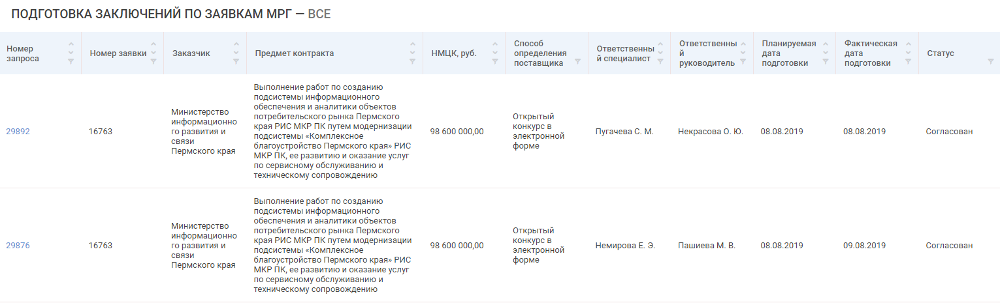 ПОДГОТОВКА ЗАКЛЮЧЕНИЙ ПО ЗАЯВКАМ МРГ — ВСЕ
Номер
запроса
Номер заявки
Заказчик
Предмет контракта
НМЦК, руб.
Способ
определения
поставщика
Ответственны
й специалист
Ответственны
й
руководитель
Планируемая
дата
подготовки
Фактическая
дата
подготовки
Статус
29892
16763
Министерство
информационно
го развития и
связи
Пермского края
Выполнение работ по созданию
подсистемы информационного
обеспечения и аналитики объектов
потребительского рынка Пермского
края РИС МКР ПК путем модернизации
подсистемы «Комплексное
благоустройство Пермского края» РИС
МКР ПК, ее развитию и оказание услуг
по сервисному обслуживанию и
техническому сопровождению
98 600 000,00
Открытый
конкурс в
электронной
форме
Пугачева С. М.
Некрасова О. Ю.
08.08.2019
08.08.2019
Согласован
29876
16763
Министерство
информационно
го развития и
связи
Пермского края
Выполнение работ по созданию
подсистемы информационного
обеспечения и аналитики объектов
потребительского рынка Пермского
края РИС МКР ПК путем модернизации
подсистемы «Комплексное
благоустройство Пермского края» РИС
МКР ПК, ее развитию и оказание услуг
по сервисному обслуживанию и
техническому сопровождению
98 600 000,00
Открытый
конкурс в
электронной
форме
Немирова Е. Э.
Пашиева М. В.
08.08.2019
09.08.2019
Согласован